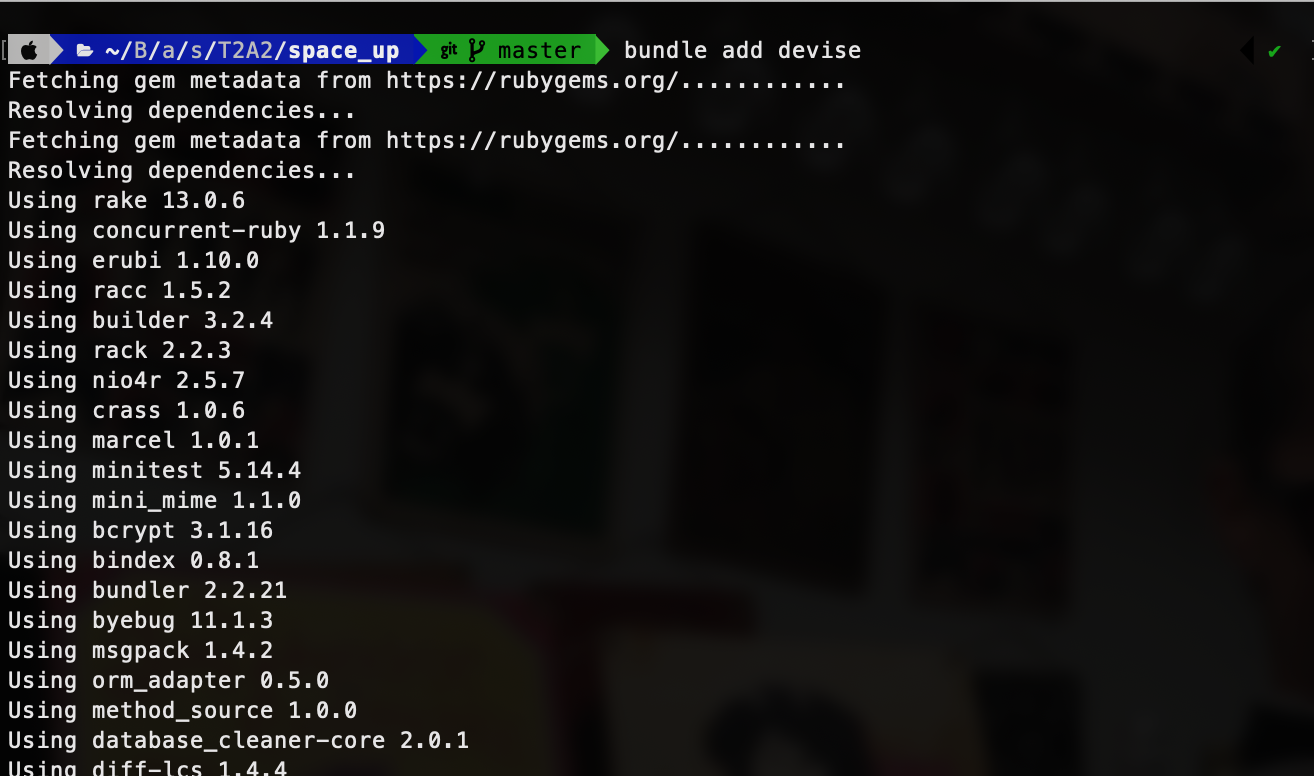 ~/B/a/s/T2A2/space_up git master bundle add devise ✔
Fetching gem metadata from https://rubygems.org/............
Resolving dependencies...
Fetching gem metadata from https://rubygems.org/............
Resolving dependencies...
Using rake 13.0.6
Using concurrent-ruby 1.1.9
Using erubi 1.10.0
Using racc 1.5.2
Using builder 3.2.4
Using rack 2.2.3
Using nio4r 2.5.7
Using crass 1.0.6
Using marcel 1.0.1
Using minitest 5.14.4
Using mini_mime 1.1.0
Using bcrypt 3.1.16
Using bindex 0.8.1
Using bundler 2.2.21
Using byebug 11.1.3
Using msgpack 1.4.2
Using orm_adapter 0.5.0
Using method_source 1.0.0
Using database_cleaner-core 2.0.1
Using diff-lcs 1.4.4